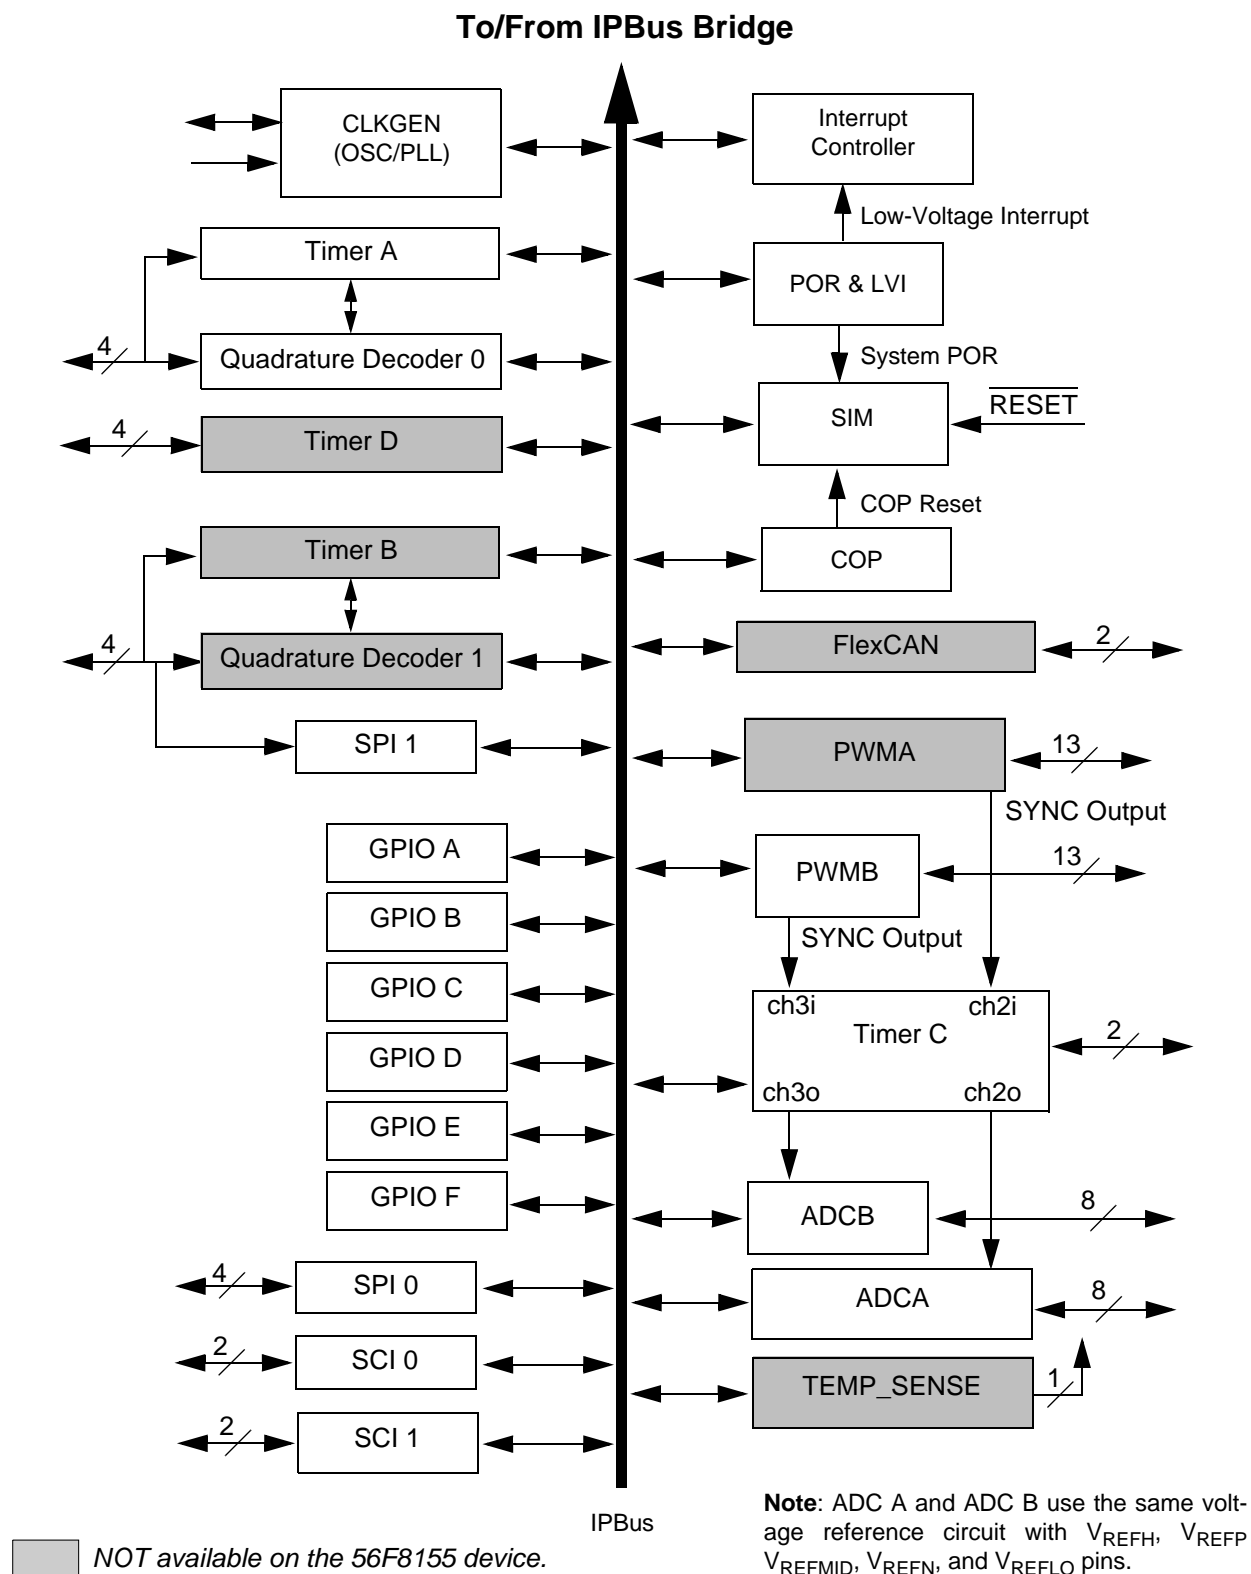 To/From IPBus Bridge
CLKGEN
(OSC/PLL)
Interrupt
Controller
Low-Voltage Interrupt
Timer A
POR & LVI
4
Quadrature Decoder 0
System POR
RESET
SIM
4
Timer D
COP Reset
Timer B
COP
4
Quadrature Decoder 1
FlexCAN
2
SPI 1
PWMA
13
SYNC Output
GPIO A
PWMB
13
GPIO B
SYNC Output
GPIO C
ch3i
ch2i
Timer C
2
GPIO D
ch3o
ch2o
GPIO E
GPIO F
ADCB
8
4
SPI 0
ADCA
8
2
SCI 0
TEMP_SENSE
1
2
SCI 1
IPBus
Note: ADC A and ADC B use the same volt-
age reference circuit with VREFH, VREFP
VREFMID, VREFN, and VREFLO pins.
NOT available on the 56F8155 device.